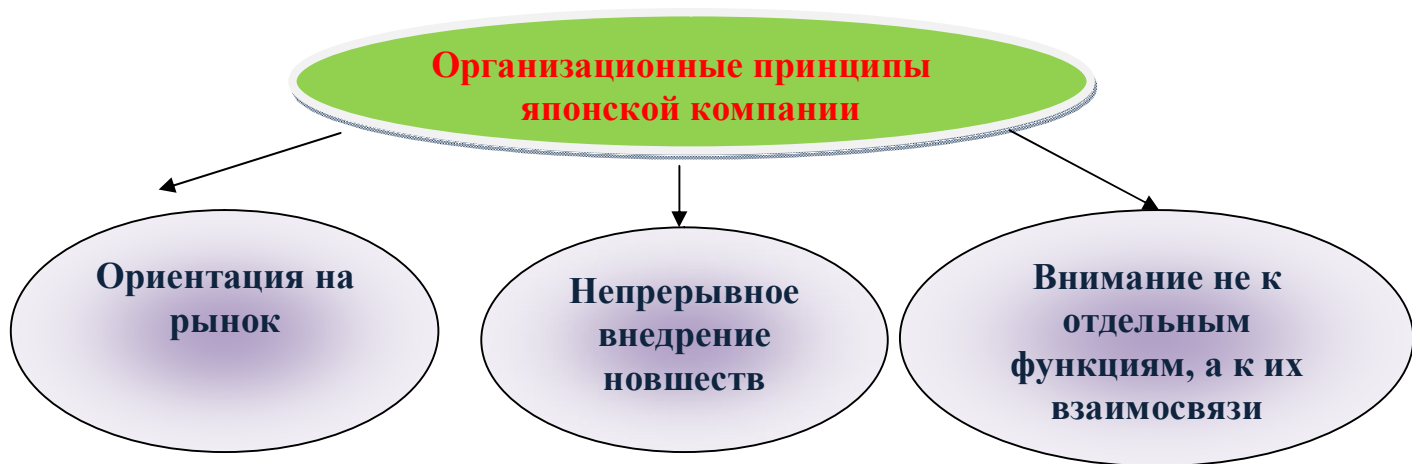 Организационные принципы
японской компании
Ориентация на
рынок
Непрерывное
внедрение
новшеств
Внимание не к
отдельным
функциям, а к их
взаимосвязи